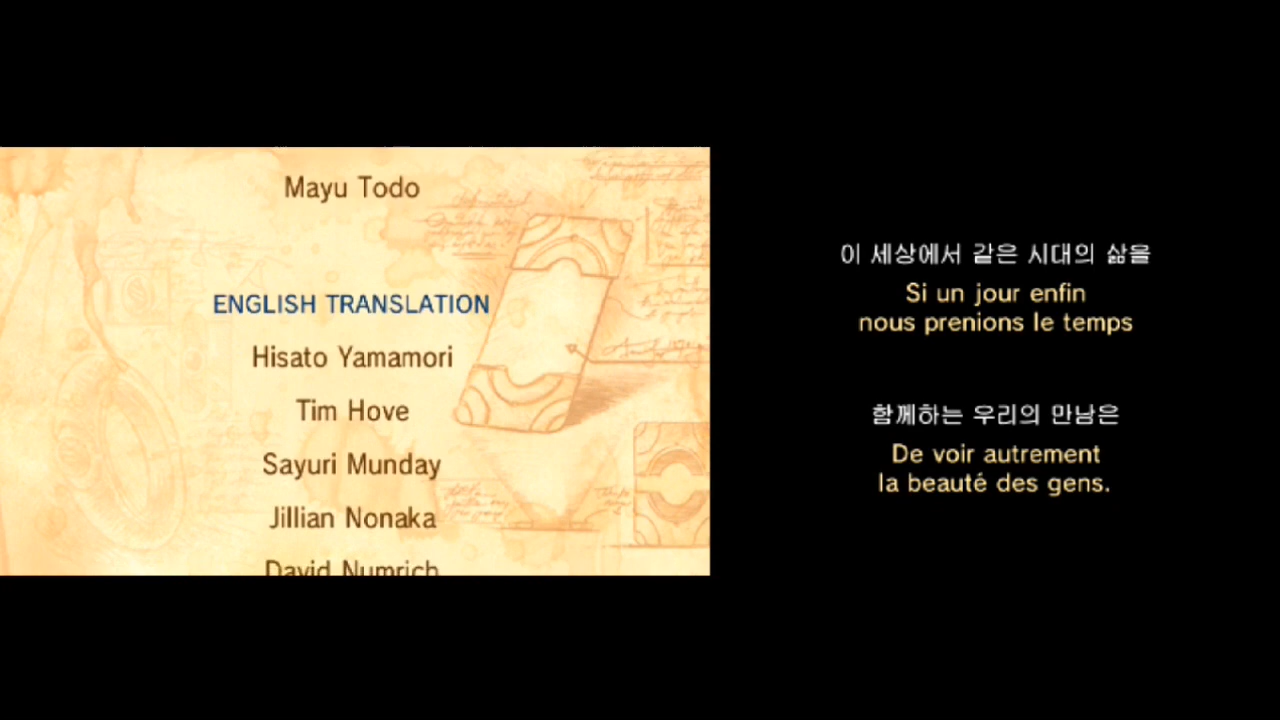 Mayu Todo
ENGLISH TRANSLATION
Hisato Yamamori
Tim Hove
Sayuri Munday
Jillian Nonaka
David Numrich
이 세상에서 같은 시대의 삶을
Si un jour enfin
nous prenions le temps
함께하는 우리의 만남은
De voir autrement
la beauté des gens.